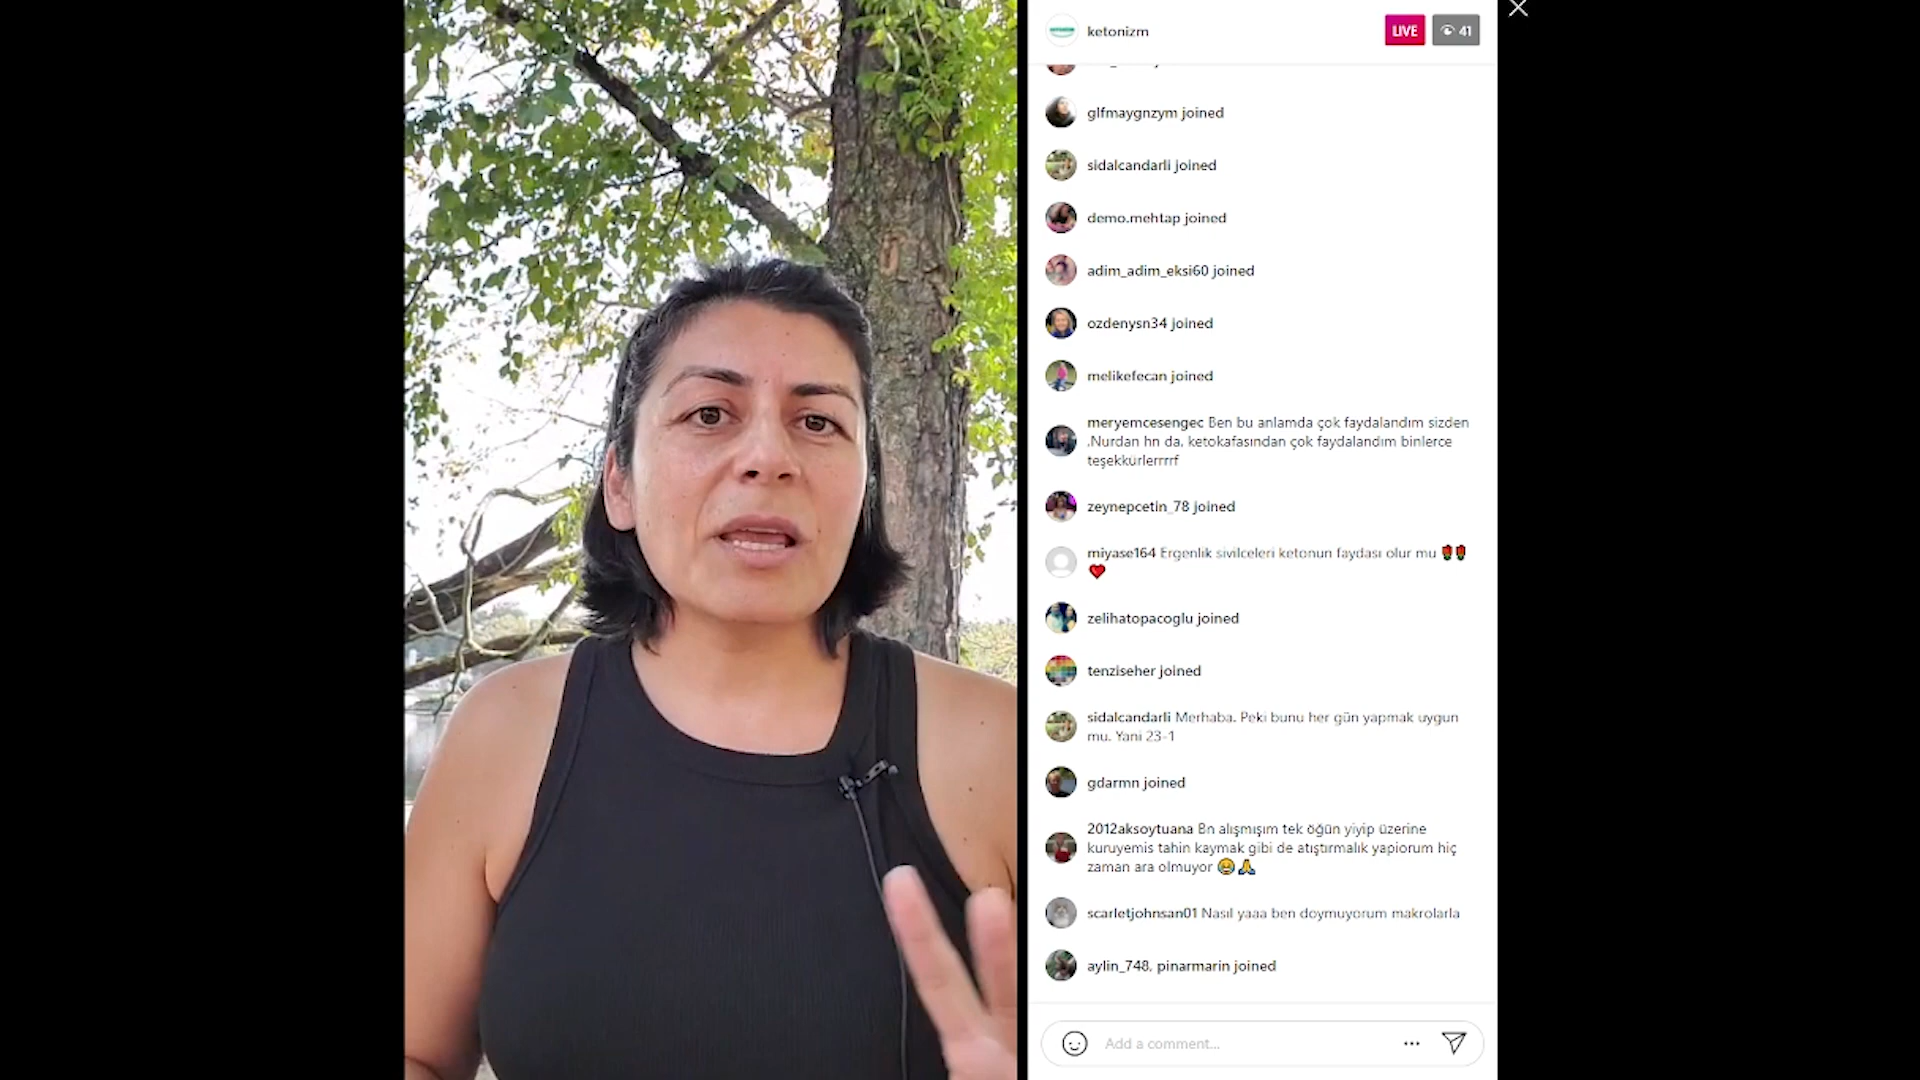 ketonizm
LIVE
41
glfmaygnzym joined
sidalcandarli joined
demo.mehtap joined
adim_adim_eksi60 joined
ozdenysn34 joined
melikefecan joined
meryemcesengec Ben bu anlamda çok faydalandım sizden
.Nurdan hn da, ketokafasından çok faydalandım binlerce
teşekkürlerrrrf
zeynepcetin_78 joined
miyase164 Ergenlik sivilceleri ketonun faydası olur mu 🌹🌹
❤️
zelihatopacoglu joined
tenziseher joined
sidalcandarli Merhaba. Peki bunu her gün yapmak uygun
mu. Yani 23-1
gdarmn joined
2012aksoytuana Bn alışmışım tek öğün yiyip üzerine
kuruyemis tahin kaymak gibi de atıştırmalık yapiorum hiç
zaman ara olmuyor 😂🙏
scarletjohnsan01 Nasıl yaaa ben doymuyorum makrolarla
aylin_748, pinarmarin joined
Add a comment...